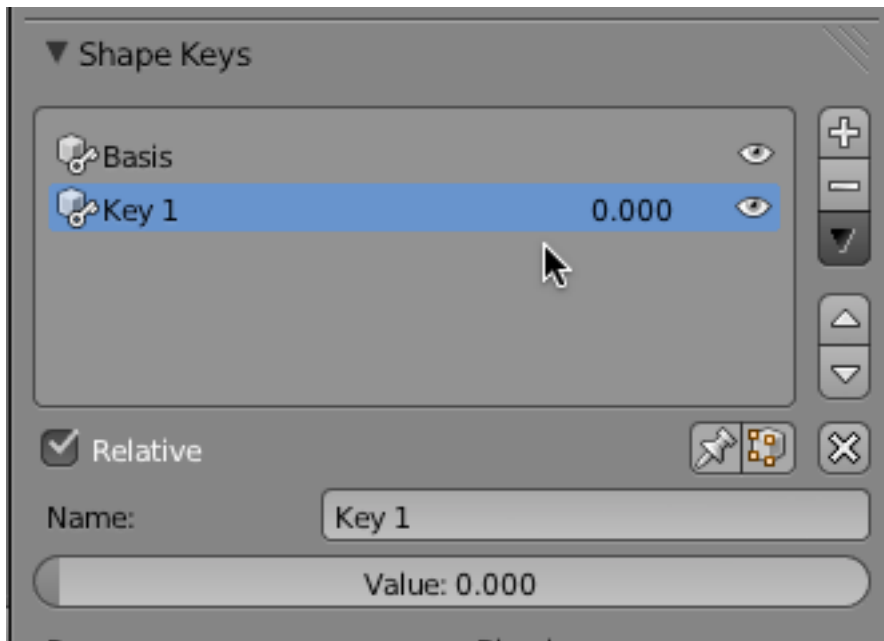 Shape Keys
Basis
Key 1 0.000
Relative
Name: Key 1
Value: 0.000